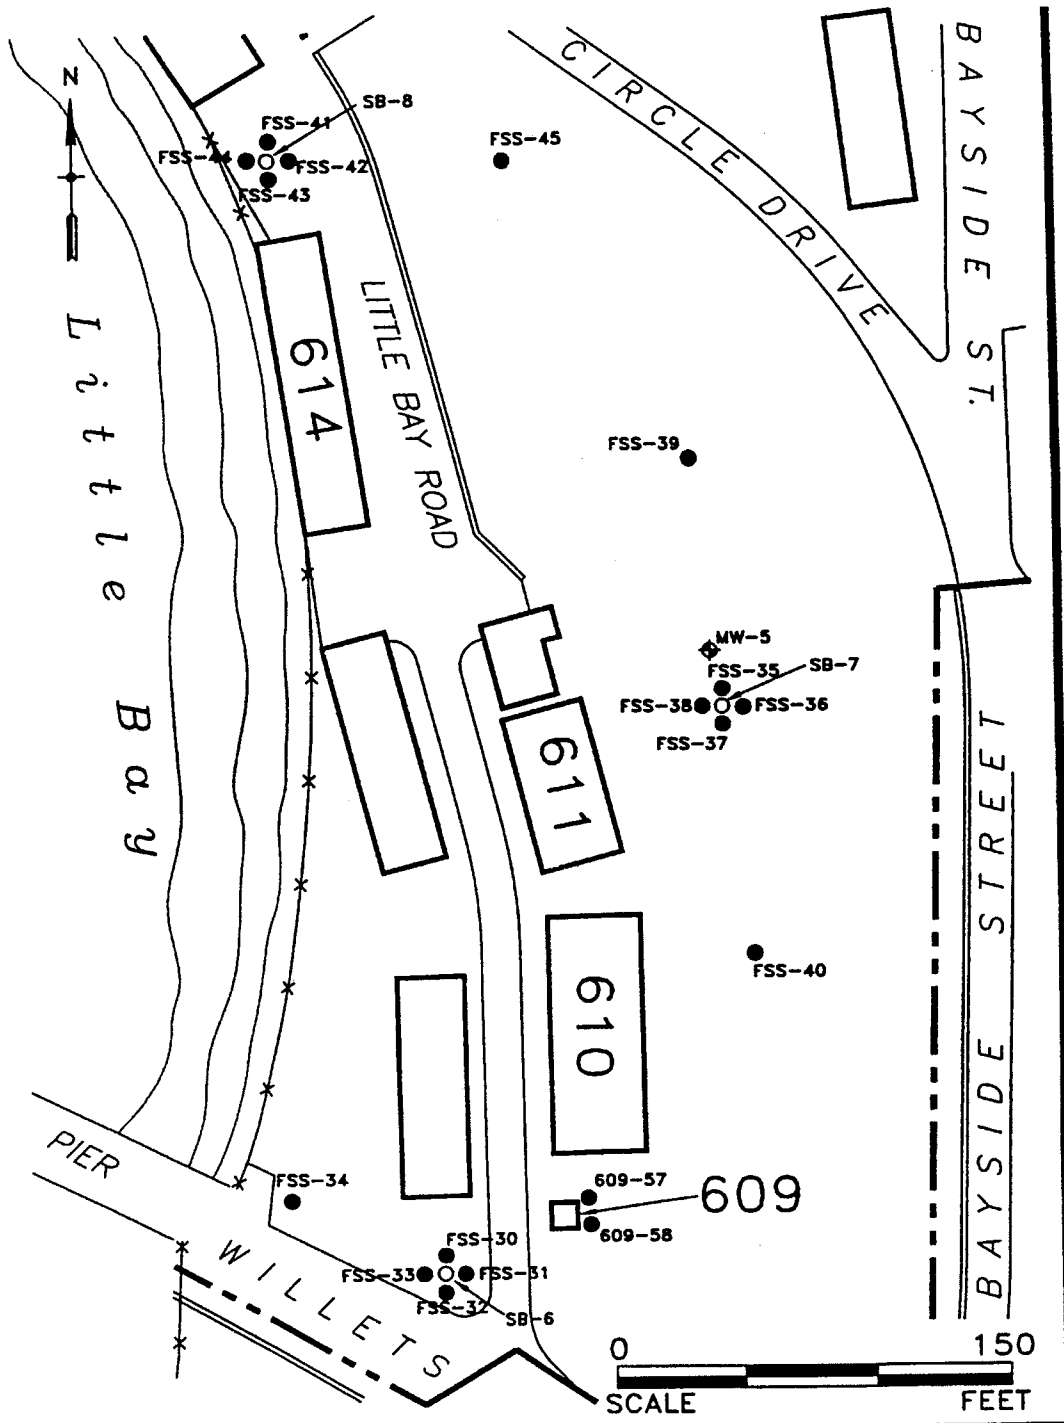 N
Little Bay
CIRCLE DRIVE
BAYSIDE ST.
SB-8
FSS-41
FSS-44
FSS-42
FSS-43
FSS-45
614
LITTLE BAY ROAD
FSS-39
MW-5
FSS-35
SB-7
FSS-38
FSS-36
FSS-37
611
BAYSIDE STREET
FSS-40
610
PIER
FSS-34
609-57
609
609-58
FSS-30
FSS-33
FSS-31
FSS-32
SB-6
WILLETS
0 150
SCALE FEET